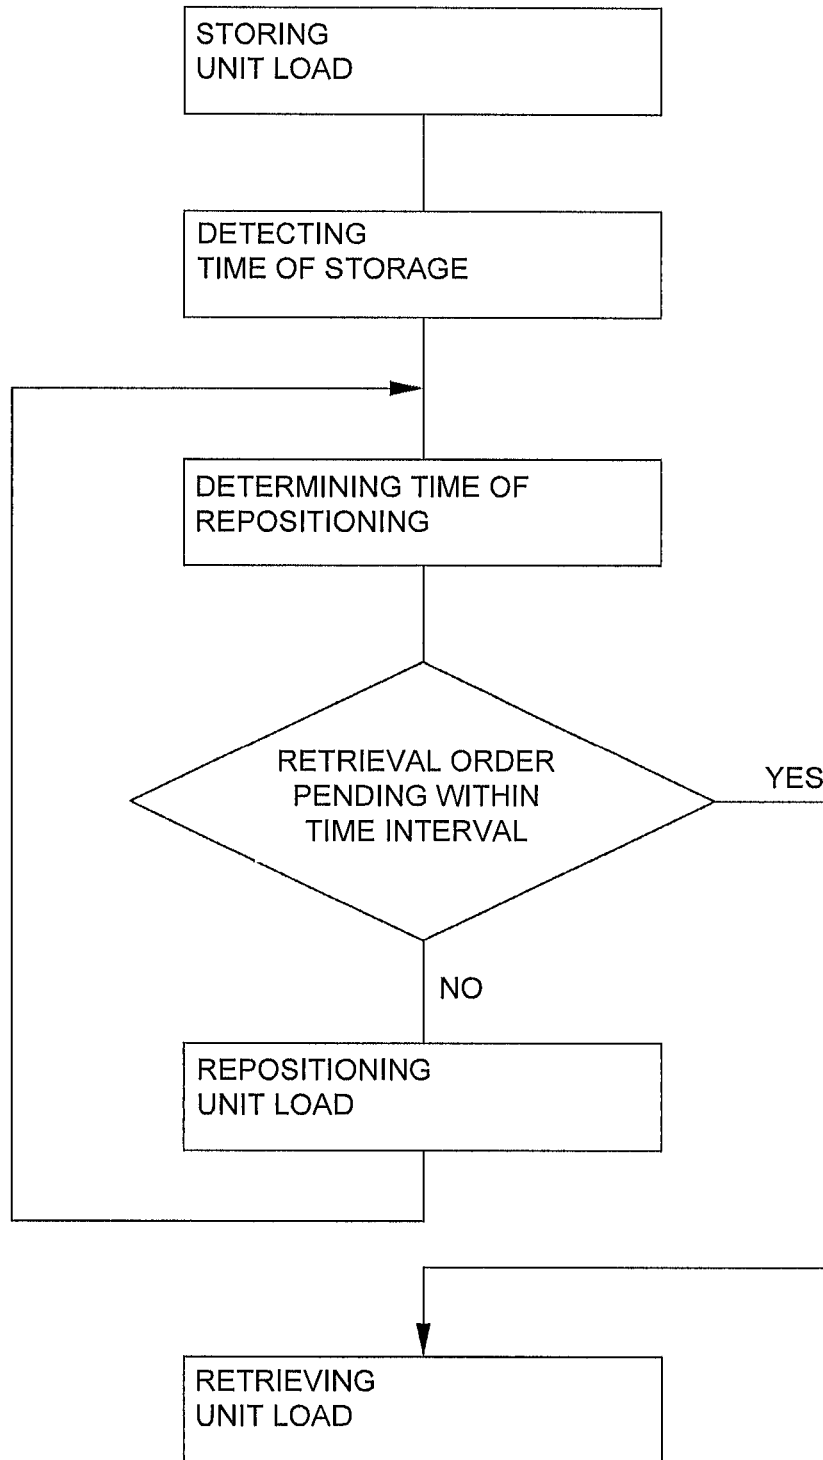 STORING
UNIT LOAD
DETECTING
TIME OF STORAGE
DETERMINING TIME OF
REPOSITIONING
RETRIEVAL ORDER
PENDING WITHIN
TIME INTERVAL
YES
NO
REPOSITIONING
UNIT LOAD
RETRIEVING
UNIT LOAD